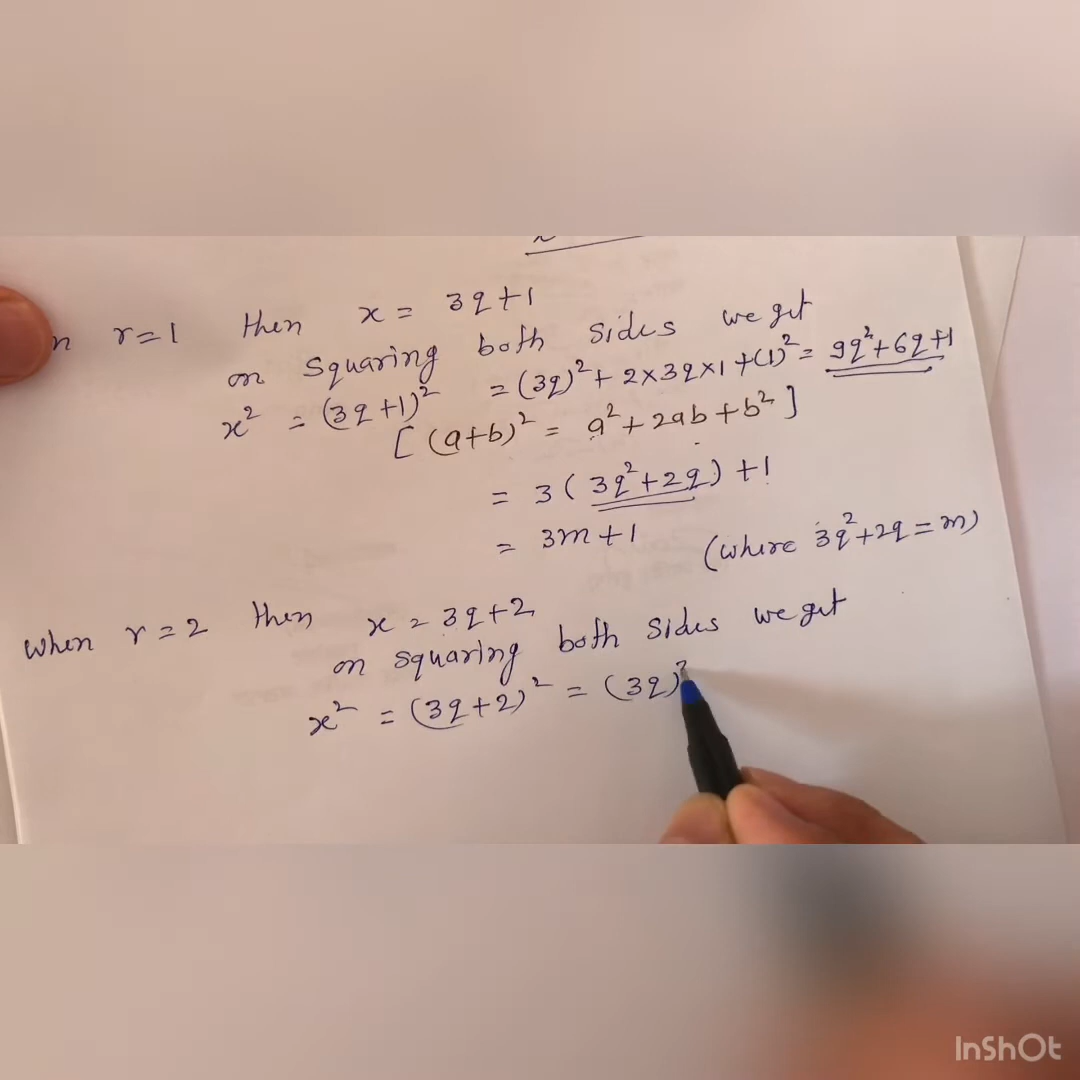 r=1 then x = 3q+1
on squaring both sides we get
x² = (3q+1)² = (3q)²+2×3q×1+(1)²= 9q²+6q+1
[(a+b)² = a²+2ab+b²]
= 3(3q²+2q)+1
= 3m+1 (where 3q²+2q=m)
when r=2 then x = 3q+2
on squaring both sides we get
x² = (3q+2)² = (3q)²
InShOt